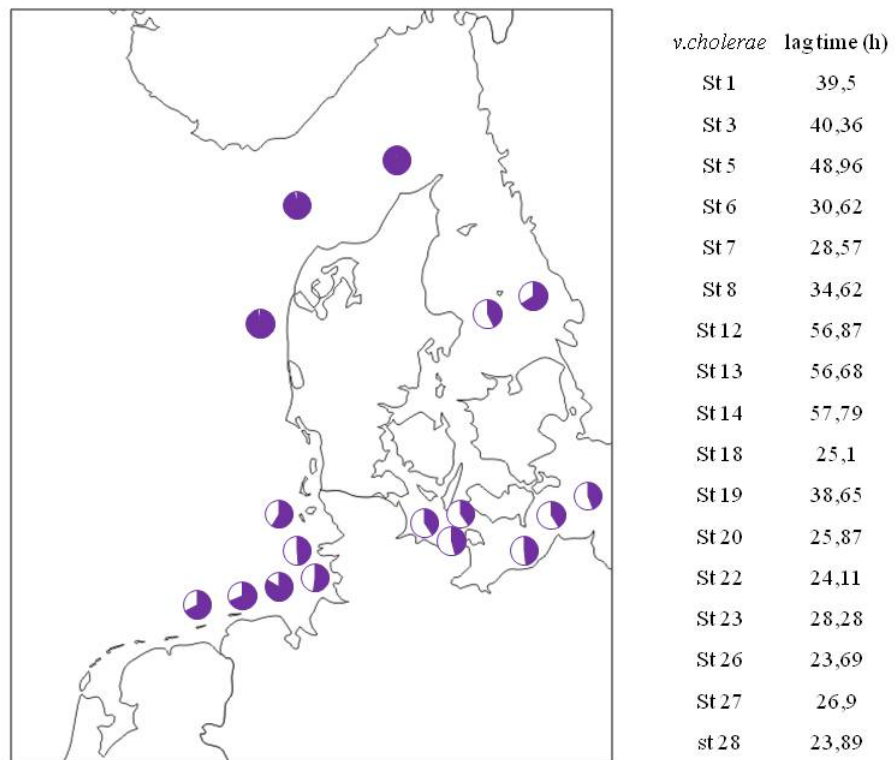 v.cholerae lag time (h)
St 1 39,5
St 3 40,36
St 5 48,96
St 6 30,62
St 7 28,57
St 8 34,62
St 12 56,87
St 13 56,68
St 14 57,79
St 18 25,1
St 19 38,65
St 20 25,87
St 22 24,11
St 23 28,28
St 26 23,69
St 27 26,9
st 28 23,89